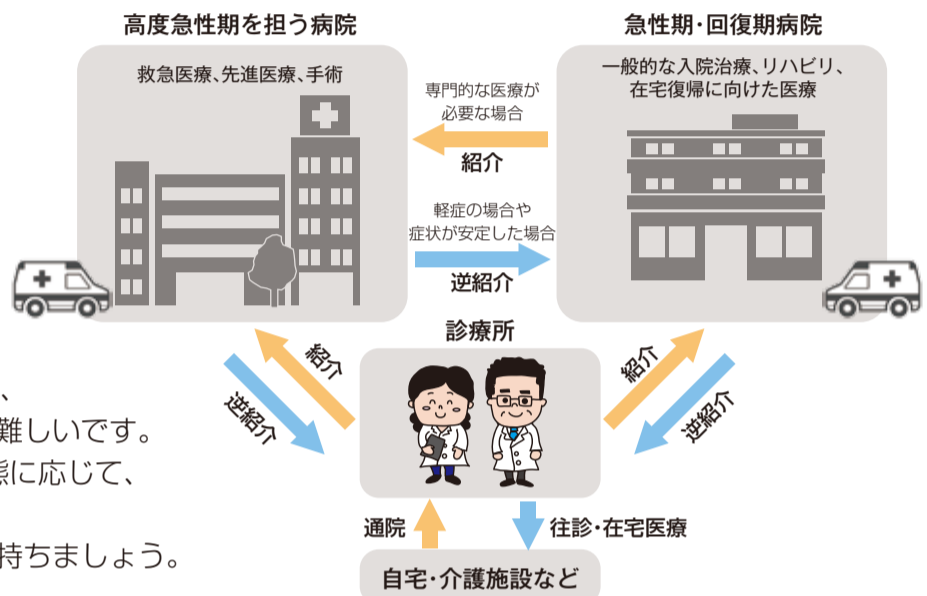 高度急性期を担う病院
救急医療、先進医療、手術
急性期・回復期病院
一般的な入院治療、リハビリ、
在宅復帰に向けた医療
専門的な医療が
必要な場合
紹介
軽症の場合や
症状が安定した場合
逆紹介
診療所
紹介
逆紹介
紹介
逆紹介
、
難しいです。
態に応じて、
持ちましょう。
通院
往診・在宅医療
自宅・介護施設など